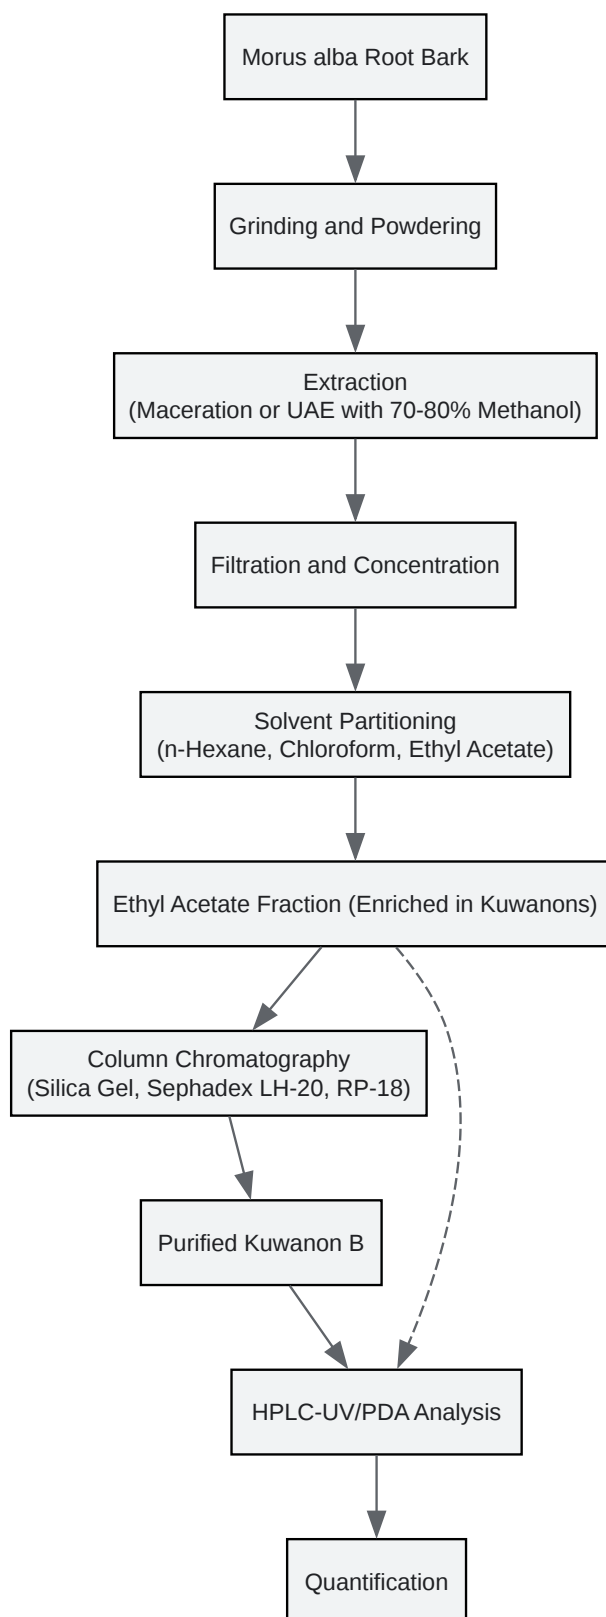 Morus alba Root Bark
Grinding and Powdering
Extraction
(Maceration or UAE with 70-80% Methanol)
Filtration and Concentration
Solvent Partitioning
(n-Hexane, Chloroform, Ethyl Acetate)
Ethyl Acetate Fraction (Enriched in Kuwanons)
Column Chromatography
(Silica Gel, Sephadex LH-20, RP-18)
Purified Kuwanon B
HPLC-UV/PDA Analysis
Quantification